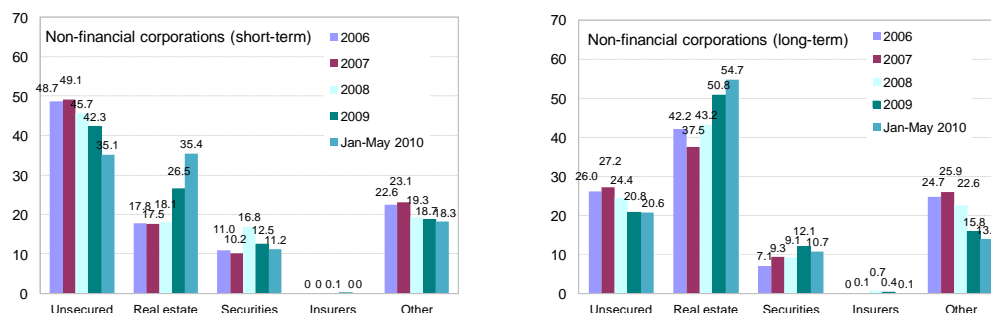 Non-financial corporations (short-term)
2006
2007
2008
2009
Jan-May 2010
70
60
50
40
30
20
10
0
48.7 49.1 45.7 42.3 35.1
17.8 17.5 18.1 26.5 35.4
11.0 10.2 16.8 12.5 11.2
0 0 0.1 0 0
22.6 23.1 19.3 18.7 18.3
Unsecured Real estate Securities Insurers Other
Non-financial corporations (long-term)
2006
2007
2008
2009
Jan-May 2010
70
60
50
40
30
20
10
0
26.0 27.2 24.4 20.8 20.6
42.2 37.5 43.2 50.8 54.7
7.1 9.3 9.1 12.1 10.7
0 0.1 0.7 0.4 0.1
24.7 25.9 22.6 15.8
Unsecured Real estate Securities Insurers Other